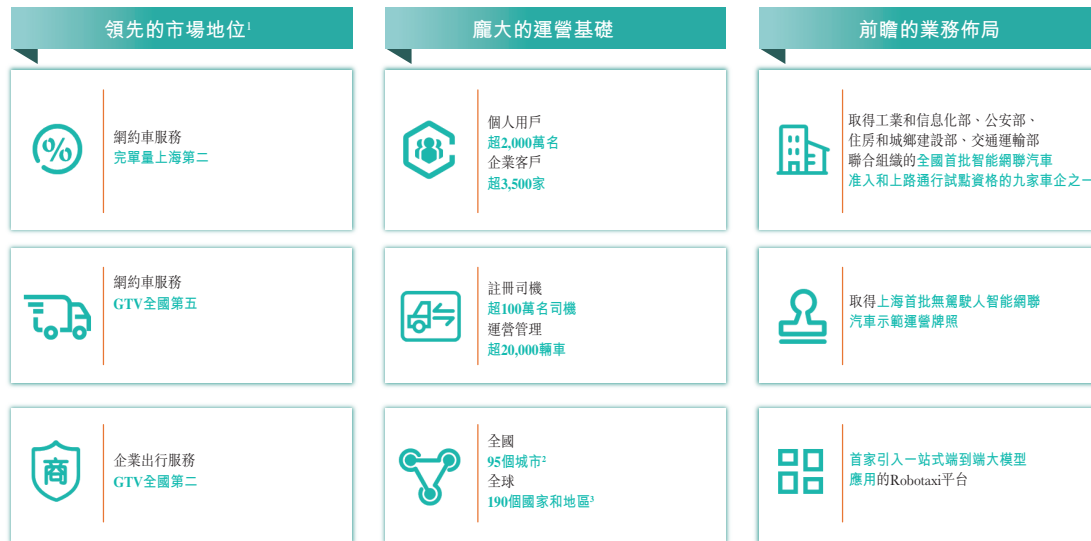 領先的市場地位¹
網約車服務
完單量上海第二
網約車服務
GTV全國第五
商
企業出行服務
GTV全國第二
龐大的運營基礎
個人用戶
超2,000萬名
企業客戶
超3,500家
註冊司機
超100萬名司機
運營管理
超20,000輛車
全國
95個城市²
全球
190個國家和地區³
前瞻的業務佈局
取得工業和信息化部、公安部、
住房和城鄉建設部、交通運輸部
聯合組織的全國首批智能網聯汽車
准入和上路通行試點資格的九家車企之一
取得上海首批無駕駛人智能網聯
汽車示範運營牌照
首家引入一站式端到端大模型
應用的Robotaxi平台